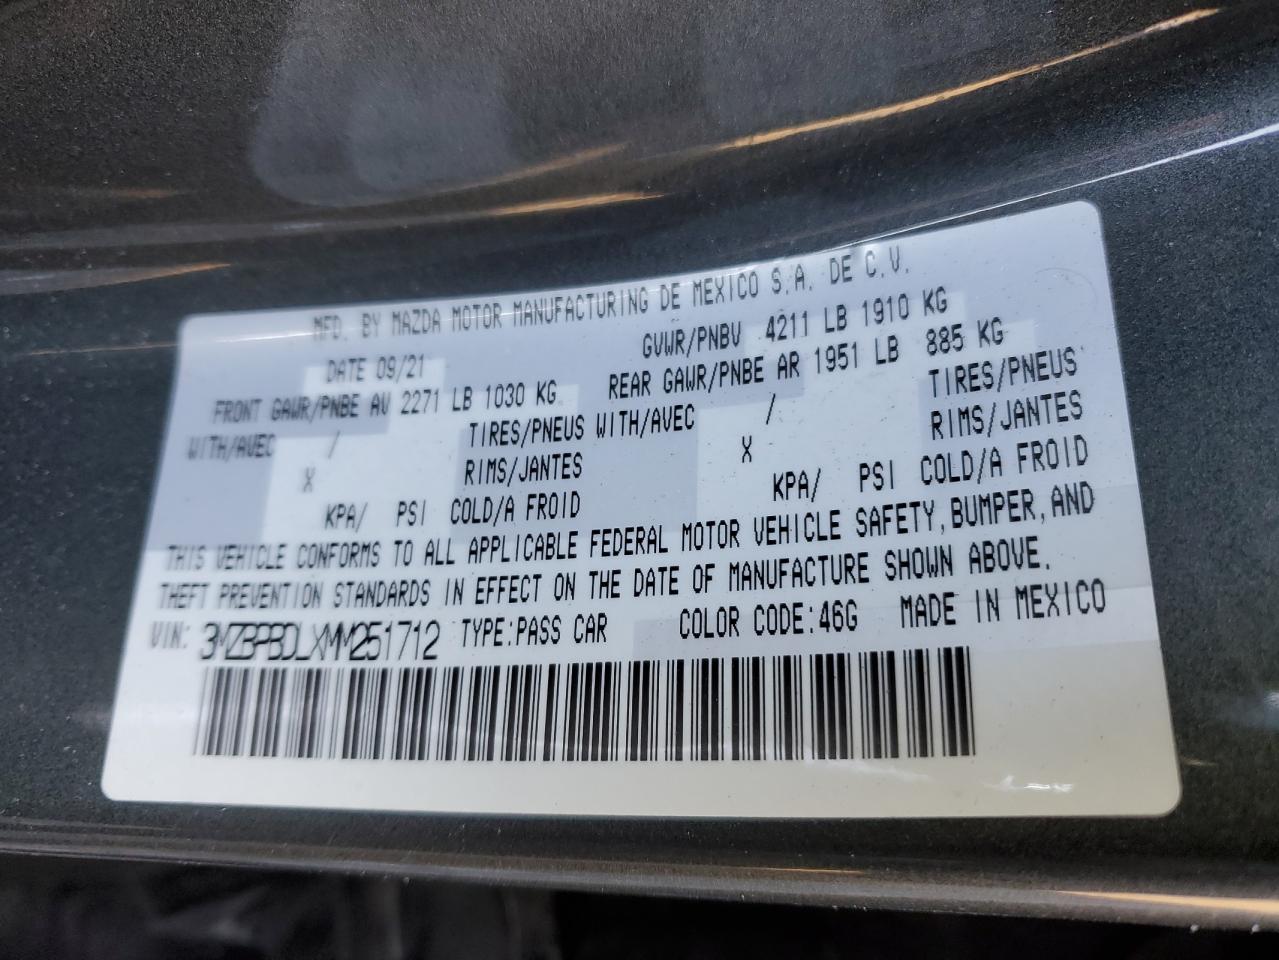 MFD. BY MAZDA MOTOR MANUFACTURING DE MEXICO S.A. DE C.V.
DATE 09/21 GVWR/PNBV 4211 LB 1910 KG
FRONT GAWR/PNBE AV 2271 LB 1030 KG REAR GAWR/PNBE AR 1951 LB 885 KG
WITH/AVEC / TIRES/PNEUS WITH/AVEC / TIRES/PNEUS
X RIMS/JANTES X RIMS/JANTES
KPA/ PSI COLD/A FROID KPA/ PSI COLD/A FROID
THIS VEHICLE CONFORMS TO ALL APPLICABLE FEDERAL MOTOR VEHICLE SAFETY, BUMPER, AND
THEFT PREVENTION STANDARDS IN EFFECT ON THE DATE OF MANUFACTURE SHOWN ABOVE.
VIN: 3MZBPBDLXMM251712 TYPE:PASS CAR COLOR CODE:46G MADE IN MEXICO